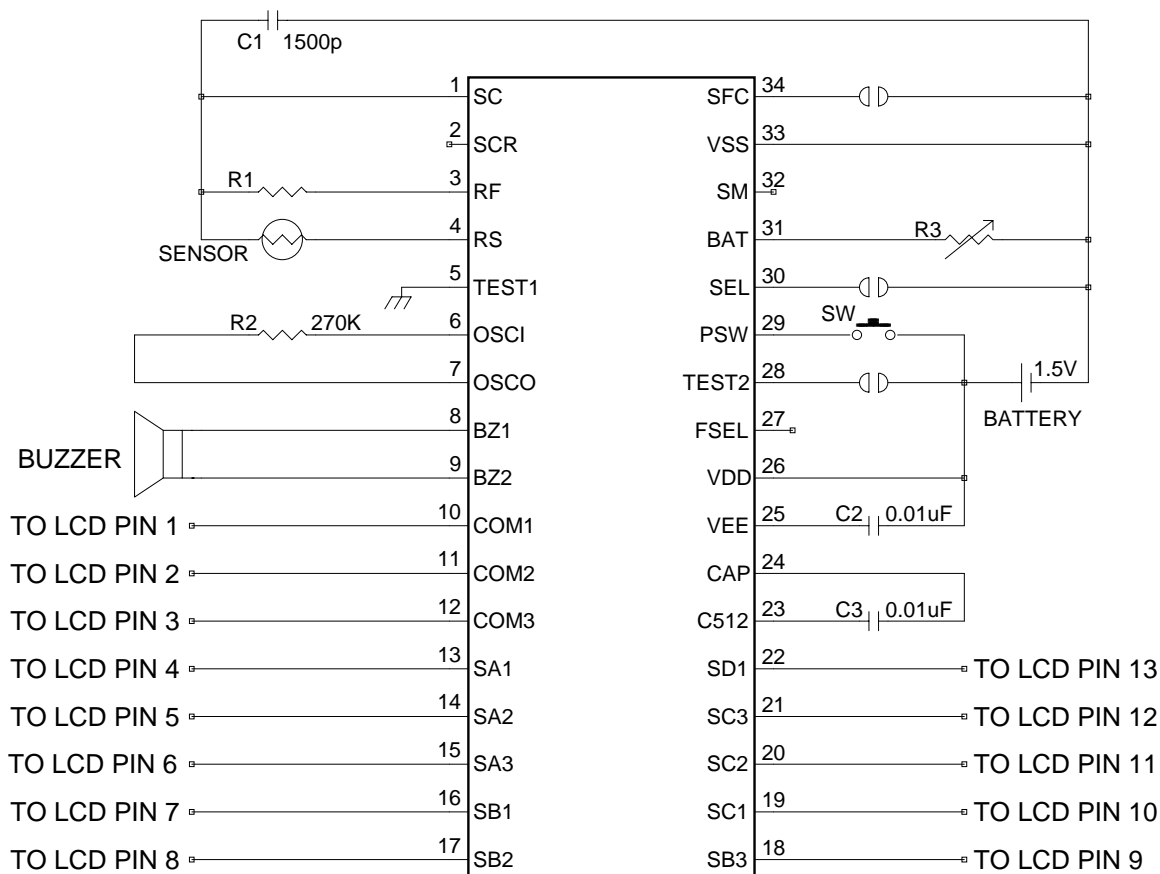 C1 1500p
1 SC SFC 34
2 SCR VSS 33
R1 3 RF SM 32
SENSOR 4 RS BAT 31 R3
5 TEST1 SEL 30
R2 270K 6 OSCI PSW 29 SW
7 OSCO TEST2 28 1.5V
BATTERY
8 BZ1 FSEL 27
BUZZER
9 BZ2 VDD 26
TO LCD PIN 1 10 COM1 VEE 25 C2 0.01uF
TO LCD PIN 2 11 COM2 CAP 24
TO LCD PIN 3 12 COM3 C512 23 C3 0.01uF
TO LCD PIN 4 13 SA1 SD1 22 TO LCD PIN 13
TO LCD PIN 5 14 SA2 SC3 21 TO LCD PIN 12
TO LCD PIN 6 15 SA3 SC2 20 TO LCD PIN 11
TO LCD PIN 7 16 SB1 SC1 19 TO LCD PIN 10
TO LCD PIN 8 17 SB2 SB3 18 TO LCD PIN 9